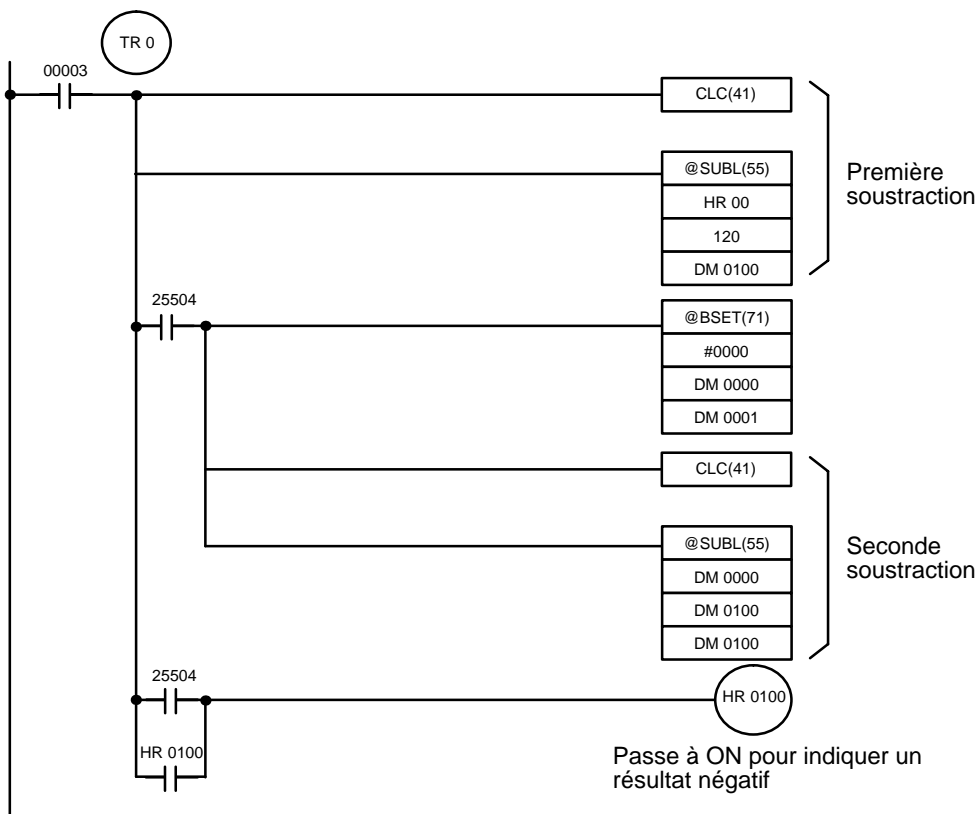 TR 0
00003
CLC(41)
@SUBL(55)
HR 00
120
DM 0100
Première
soustraction
25504
@BSET(71)
#0000
DM 0000
DM 0001
CLC(41)
@SUBL(55)
DM 0000
DM 0100
DM 0100
Seconde
soustraction
25504
HR 0100
HR 0100
Passe à ON pour indiquer un
résultat négatif